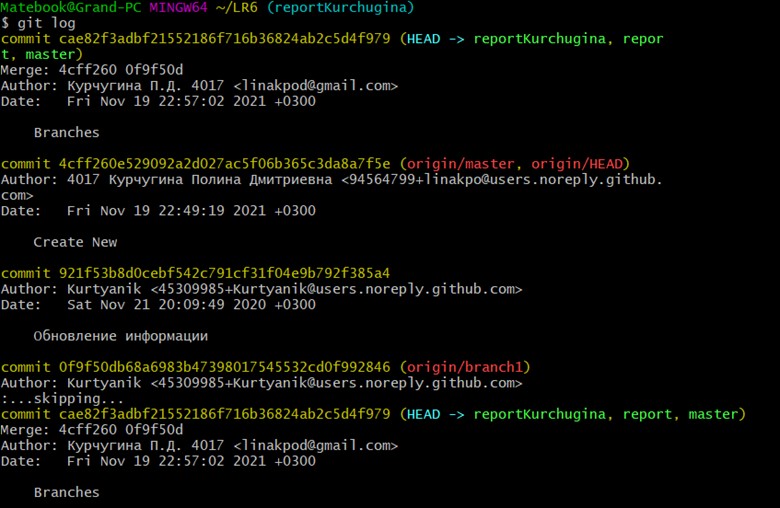 Matebook@Grand-PC MINGW64 ~/LR6 (reportKurchugina)
$ git log
commit cae82f3adbf21552186f716b36824ab2c5d4f979 (HEAD -> reportKurchugina, repor
t, master)
Merge: 4cff260 0f9f50d
Author: Курчугина П.Д. 4017 <linakpod@gmail.com>
Date:   Fri Nov 19 22:57:02 2021 +0300

    Branches

commit 4cff260e529092a2d027ac5f06b365c3da8a7f5e (origin/master, origin/HEAD)
Author: 4017 Курчугина Полина Дмитриевна <94564799+linakpo@users.noreply.github.
com>
Date:   Fri Nov 19 22:49:19 2021 +0300

    Create New

commit 921f53b8d0cebf542c791cf31f04e9b792f385a4
Author: Kurtyanik <45309985+Kurtyanik@users.noreply.github.com>
Date:   Sat Nov 21 20:09:49 2020 +0300

    Обновление информации

commit 0f9f50db68a6983b47398017545532cd0f992846 (origin/branch1)
Author: Kurtyanik <45309985+Kurtyanik@users.noreply.github.com>
:...skipping...
commit cae82f3adbf21552186f716b36824ab2c5d4f979 (HEAD -> reportKurchugina, report, master)
Merge: 4cff260 0f9f50d
Author: Курчугина П.Д. 4017 <linakpod@gmail.com>
Date:   Fri Nov 19 22:57:02 2021 +0300

    Branches